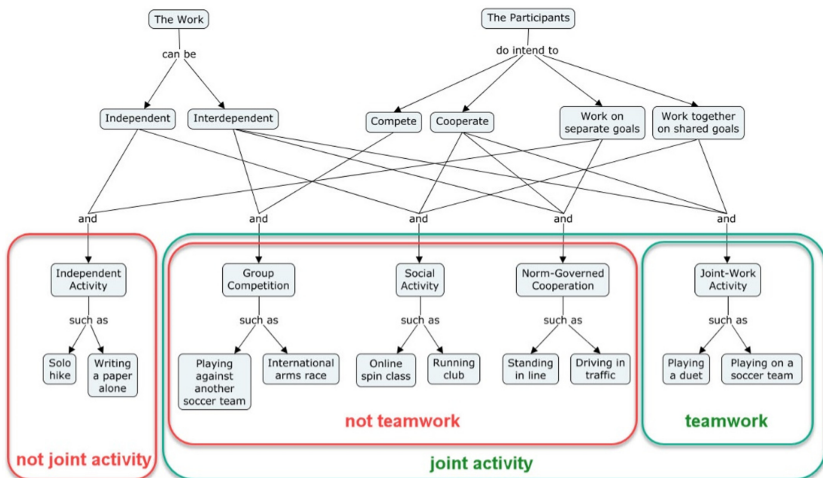 The Work
The Participants
can be
do intend to
Independent
Interdependent
Compete
Cooperate
Work on
separate goals
Work together
on shared goals
and
and
and
and
and
Independent
Activity
Group
Competition
Social
Activity
Norm-Governed
Cooperation
Joint-Work
Activity
such as
such as
such as
such as
such as
Solo
hike
Writing
a paper
alone
Playing
against
another
soccer team
International
arms race
Online
spin class
Running
club
Standing
in line
Driving in
traffic
Playing
a duet
Playing on a
soccer team
not teamwork
teamwork
not joint activity
joint activity